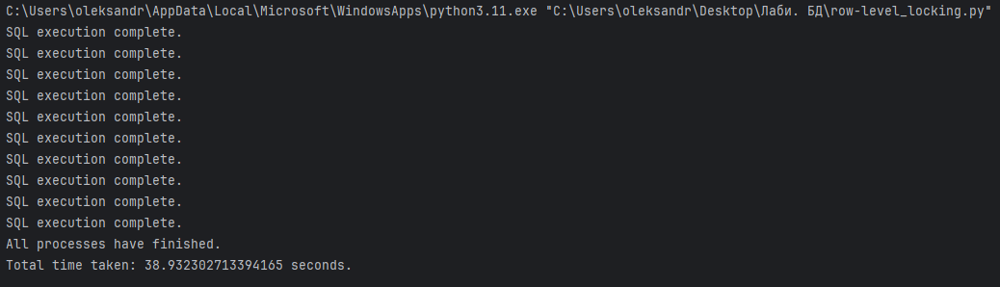 C:\Users\oleksandr\AppData\Local\Microsoft\WindowsApps\python3.11.exe "C:\Users\oleksandr\Desktop\Лаби. БД\row-level_locking.py"
SQL execution complete.
SQL execution complete.
SQL execution complete.
SQL execution complete.
SQL execution complete.
SQL execution complete.
SQL execution complete.
SQL execution complete.
SQL execution complete.
SQL execution complete.
All processes have finished.
Total time taken: 38.932302713394165 seconds.